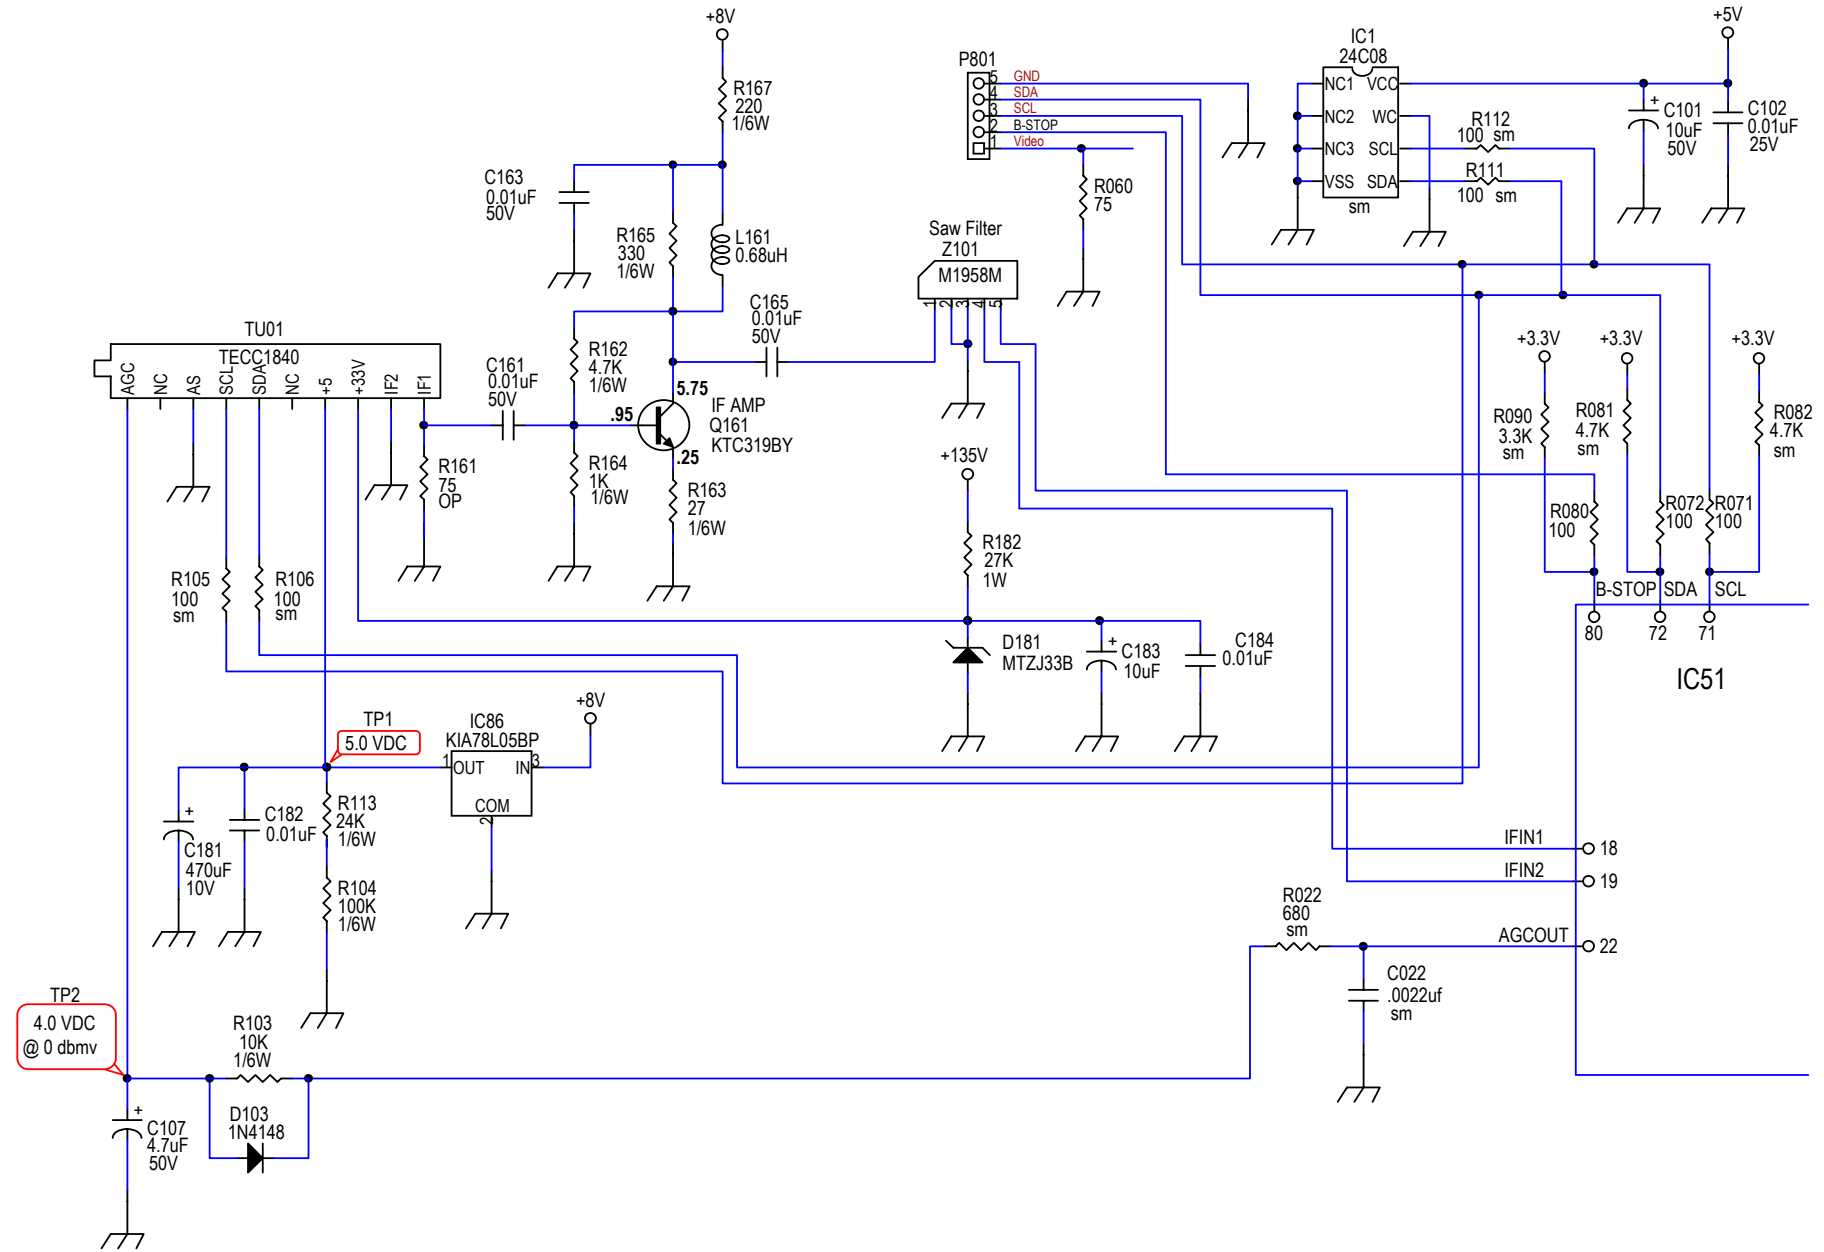 +8V
R167
220
1/6W
C163
0.01uF
50V
R165
330
1/6W
L161
0.68uH
C165
0.01uF
50V
TU01
TECC1840
AGC
NC
AS
SCL
SDA
NC
+5
+33V
IF2
IF1
C161
0.01uF
50V
R162
4.7K
1/6W
5.75
.95
.25
IF AMP
Q161
KTC319BY
R161
75
OP
R164
1K
1/6W
R163
27
1/6W
R105
100
sm
R106
100
sm
P801
5
4
3
2
1
GND
SDA
SCL
B-STOP
Video
R060
75
Saw Filter
Z101
M1958M
1
2
3
4
5
IC1
24C08
NC1
NC2
NC3
VSS
VCC
WC
SCL
SDA
sm
R112
100 sm
R111
100 sm
+5V
C101
+
10uF
50V
C102
0.01uF
25V
+135V
R182
27K
1W
D181
MTZJ33B
+
C183
10uF
C184
0.01uF
+3.3V
+3.3V
+3.3V
R090
3.3K
sm
R081
4.7K
sm
R082
4.7K
sm
R080
100
R072
100
R071
100
B-STOP
SDA
SCL
80
72
71
IC51
TP1
5.0 VDC
IC86
KIA78L05BP
1
OUT
IN
3
COM
2
+8V
+
C181
470uF
10V
C182
0.01uF
R113
24K
1/6W
R104
100K
1/6W
IFIN1
18
IFIN2
19
AGCOUT
22
R022
680
sm
C022
.0022uf
sm
TP2
4.0 VDC
@ 0 dbmv
R103
10K
1/6W
D103
1N4148
+
C107
4.7uF
50V